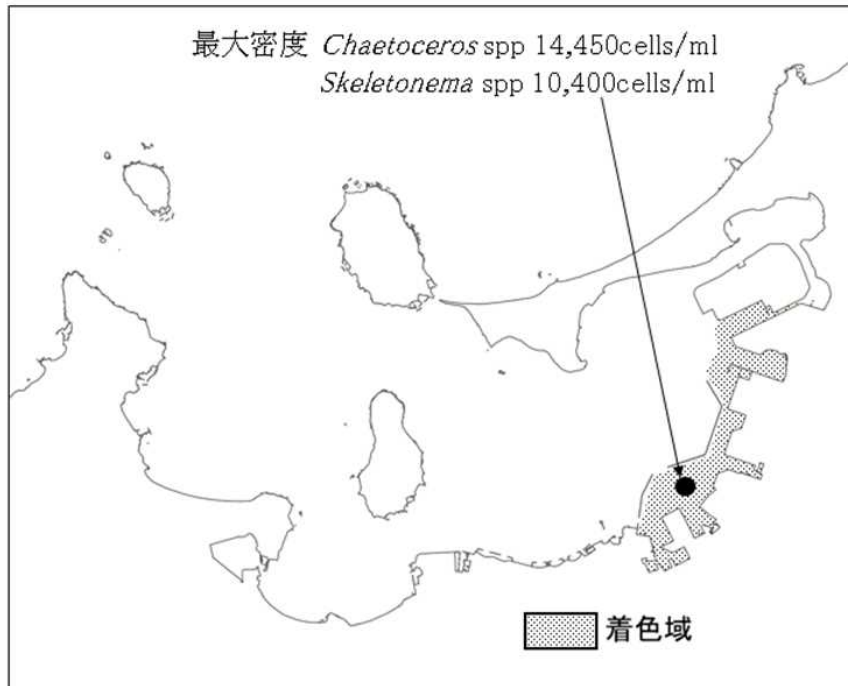 最大密度 Chaetoceros spp 14,450cells/ml
Skeletonema spp 10,400cells/ml
着色域